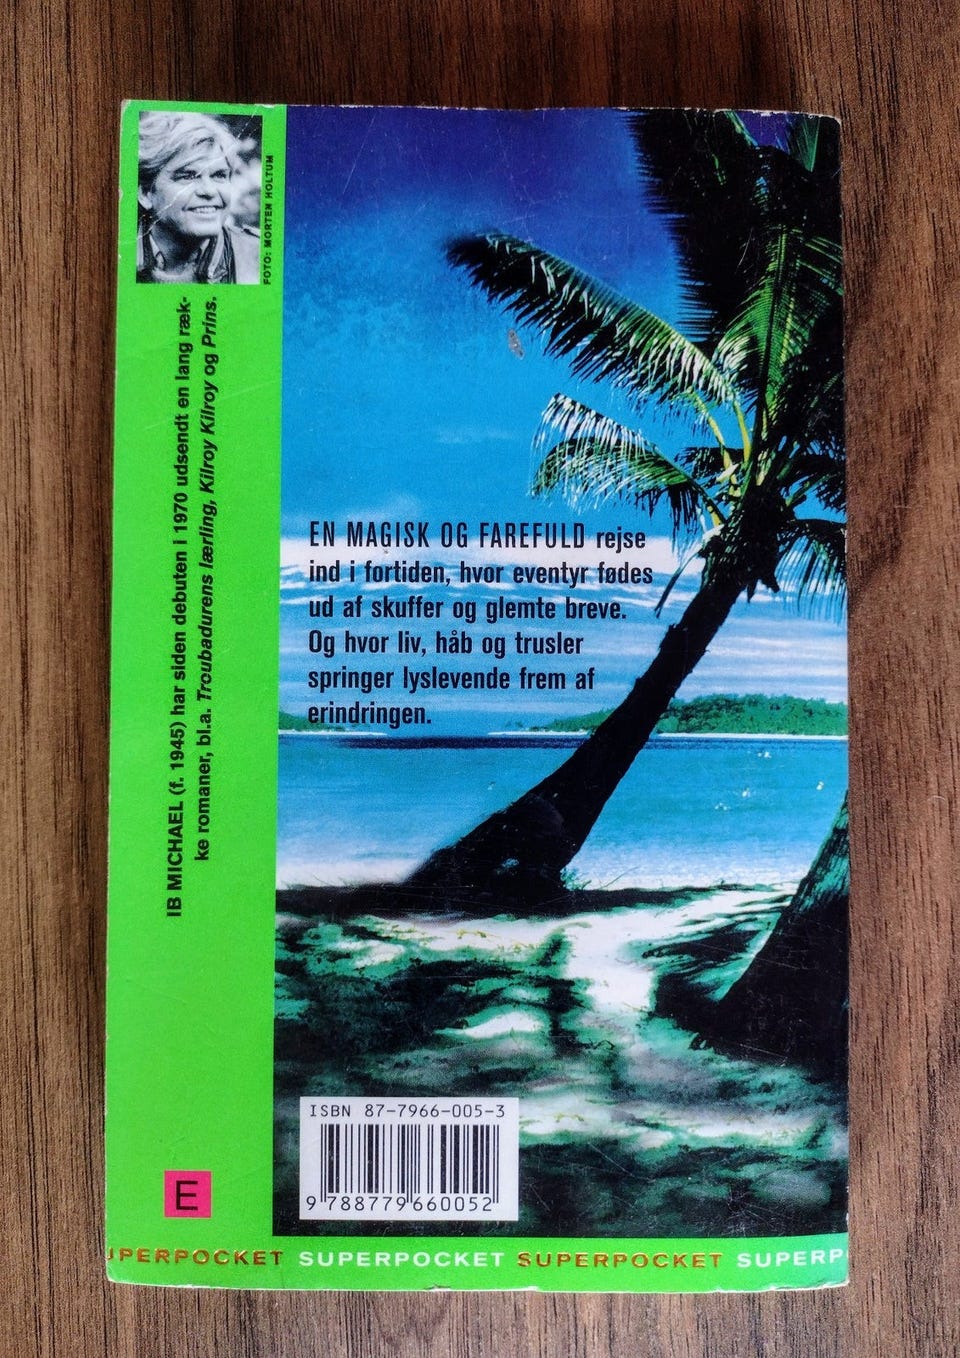 FOTO: MORTEN HOLTUM
IB MICHAEL (f. 1945) har siden debuten i 1970 udsendt en lang ræk-
ke romaner, bl.a. Troubadurens lærling, Kilroy Kilroy og Prins.
EN MAGISK OG FAREFULD rejse
ind i fortiden, hvor eventyr fødes
ud af skuffer og glemte breve.
Og hvor liv, håb og trusler
springer lyslevende frem af
erindringen.
ISBN 87-7966-005-3
9 788779 660052
E
UPERPOCKET SUPERPOCKET SUPERPOCKET SUPERP